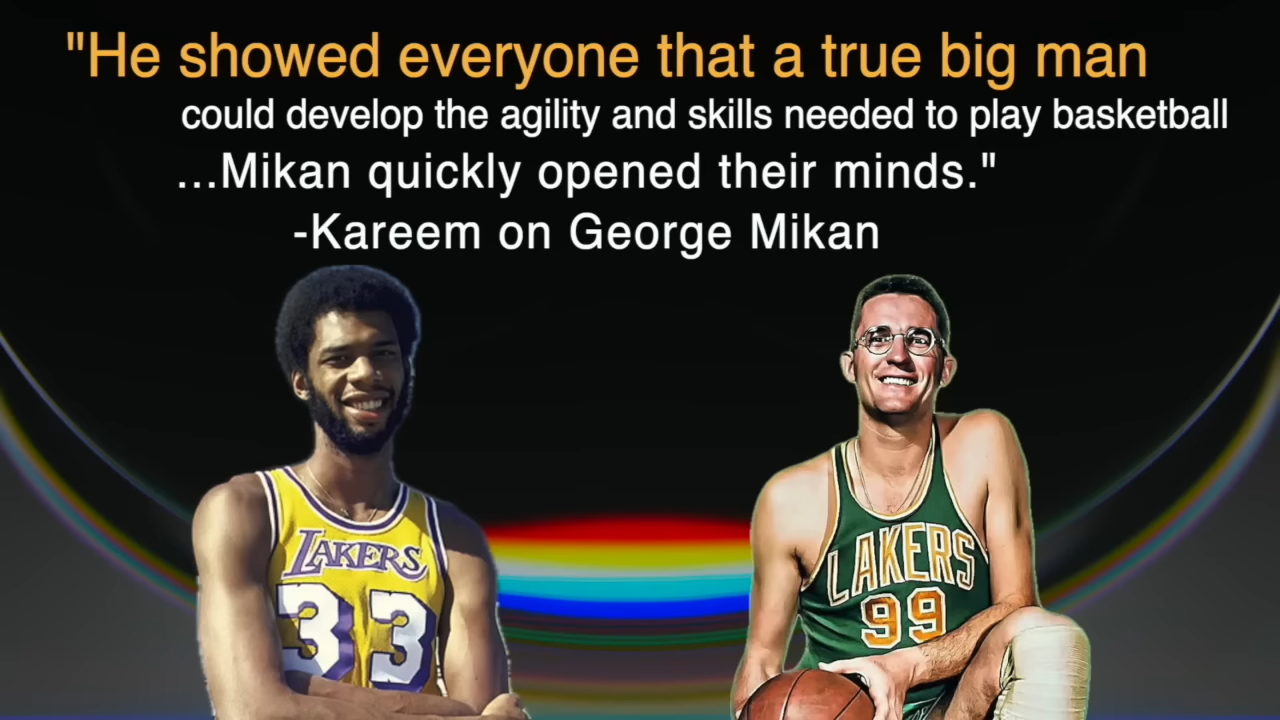 "He showed everyone that a true big man
could develop the agility and skills needed to play basketball
...Mikan quickly opened their minds."
-Kareem on George Mikan
LAKERS
33
LAKERS
99